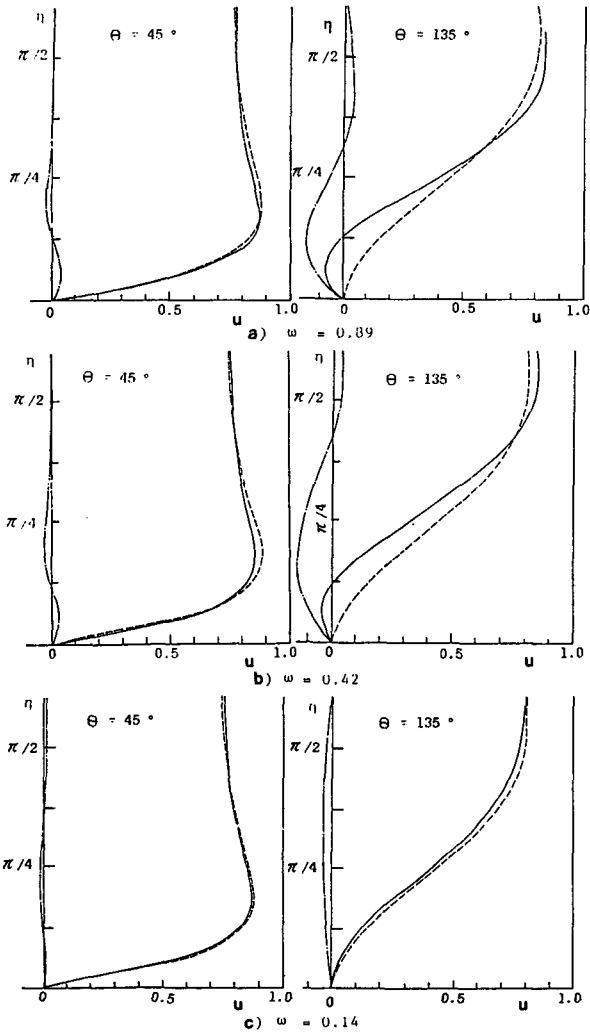 η
Θ = 45 °
π/2
π/4
0
0.5
1.0
u
η
Θ = 135 °
π/2
π/4
0
0.5
1.0
u
a) ω = 0.89
η
Θ = 45 °
π/2
π/4
0
0.5
1.0
u
η
Θ = 135 °
π/2
π/4
0
0.5
1.0
u
b) ω = 0.42
η
Θ = 45 °
π/2
π/4
0
0.5
1.0
u
η
Θ = 135 °
π/2
π/4
0
0.5
1.0
u
c) ω = 0.14